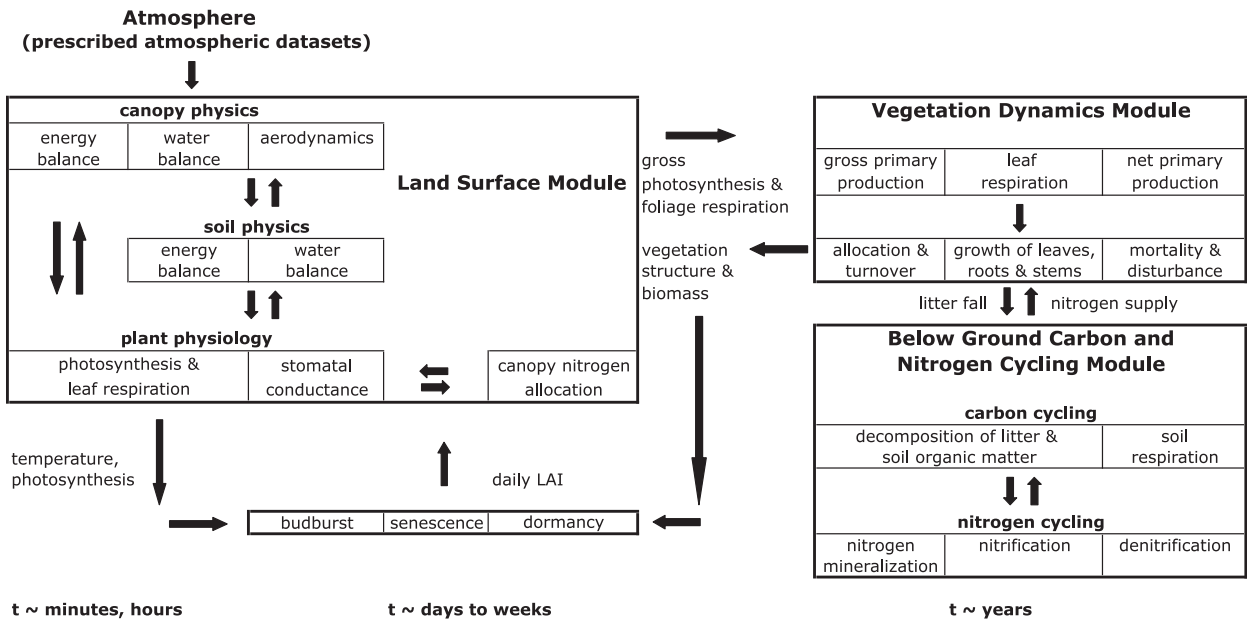 Atmosphere
(prescribed atmospheric datasets)
canopy physics
energy
balance
water
balance
aerodynamics
Land Surface Module
soil physics
energy
balance
water
balance
plant physiology
photosynthesis &
leaf respiration
stomatal
conductance
canopy nitrogen
allocation
gross
photosynthesis &
foliage respiration
vegetation
structure &
biomass
Vegetation Dynamics Module
gross primary
production
leaf
respiration
net primary
production
allocation &
turnover
growth of leaves,
roots & stems
mortality &
disturbance
litter fall
nitrogen supply
Below Ground Carbon and
Nitrogen Cycling Module
carbon cycling
decomposition of litter &
soil organic matter
soil
respiration
nitrogen cycling
nitrogen
mineralization
nitrification
denitrification
temperature,
photosynthesis
daily LAI
budburst
senescence
dormancy
t ~ minutes, hours
t ~ days to weeks
t ~ years